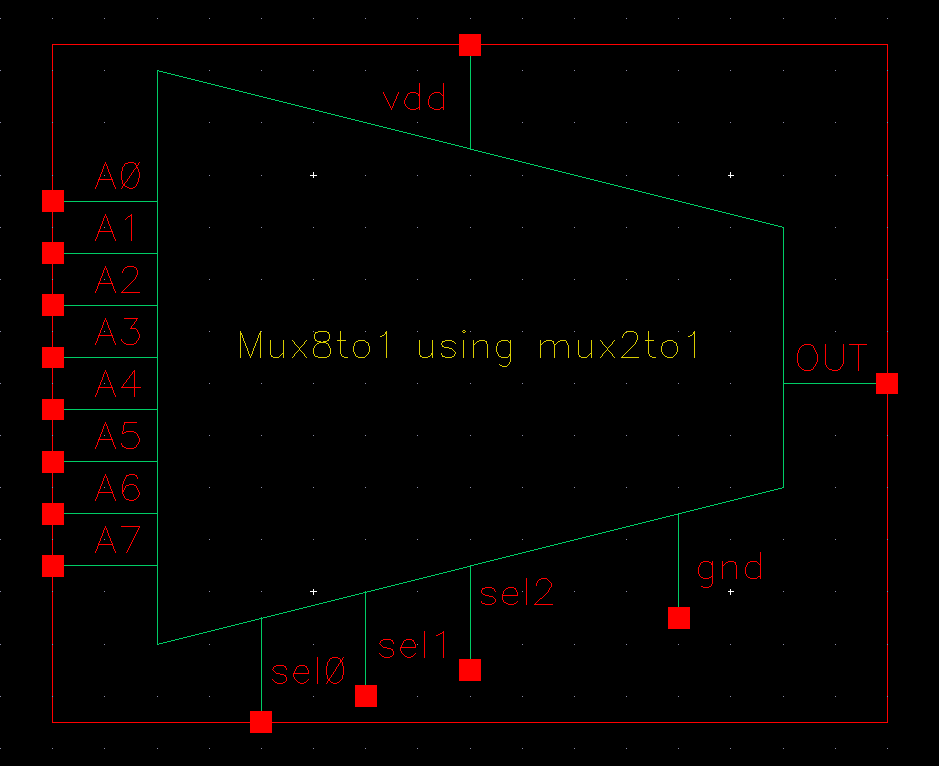 vdd
A0
A1
A2
A3
A4
A5
A6
A7
Mux8to1 using mux2to1
OUT
gnd
sel2
sel1
sel0